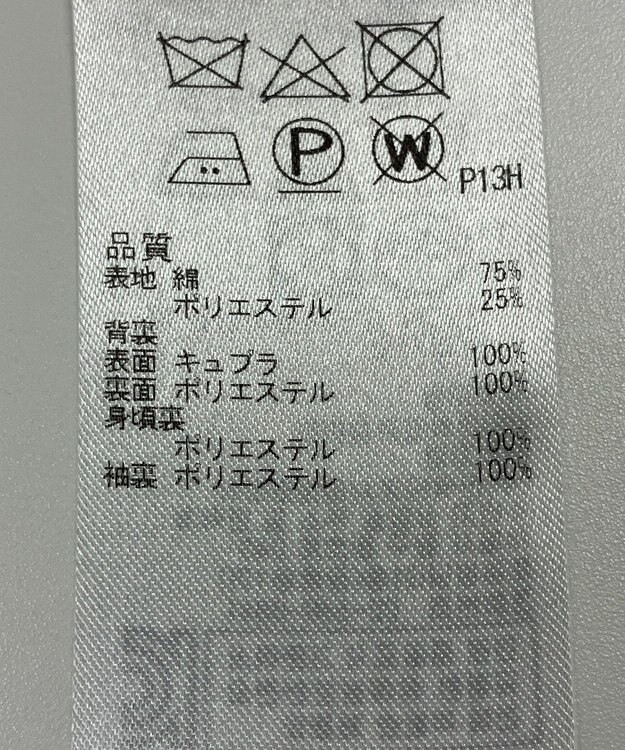 P
W
P13H
品質
表地 綿 75%
ポリエステル 25%
背裏
表面 キュプラ 100%
裏面 ポリエステル 100%
身頃裏
ポリエステル 100%
袖裏 ポリエステル 100%